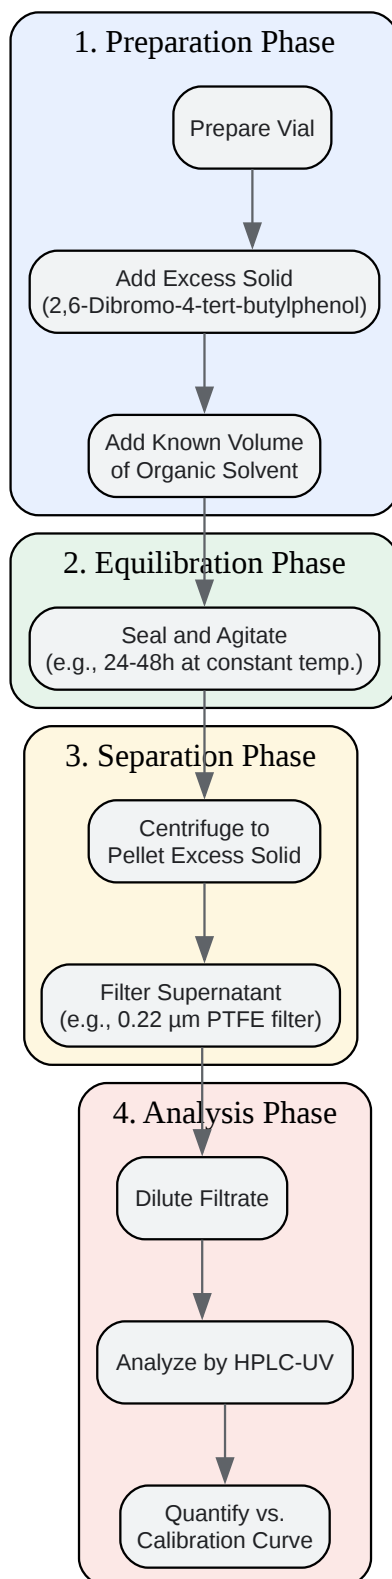 1. Preparation Phase
Prepare Vial
Add Excess Solid
(2,6-Dibromo-4-tert-butylphenol)
Add Known Volume
of Organic Solvent
2. Equilibration Phase
Seal and Agitate
(e.g., 24-48h at constant temp.)
3. Separation Phase
Centrifuge to
Pellet Excess Solid
Filter Supernatant
(e.g., 0.22 µm PTFE filter)
4. Analysis Phase
Dilute Filtrate
Analyze by HPLC-UV
Quantify vs.
Calibration Curve